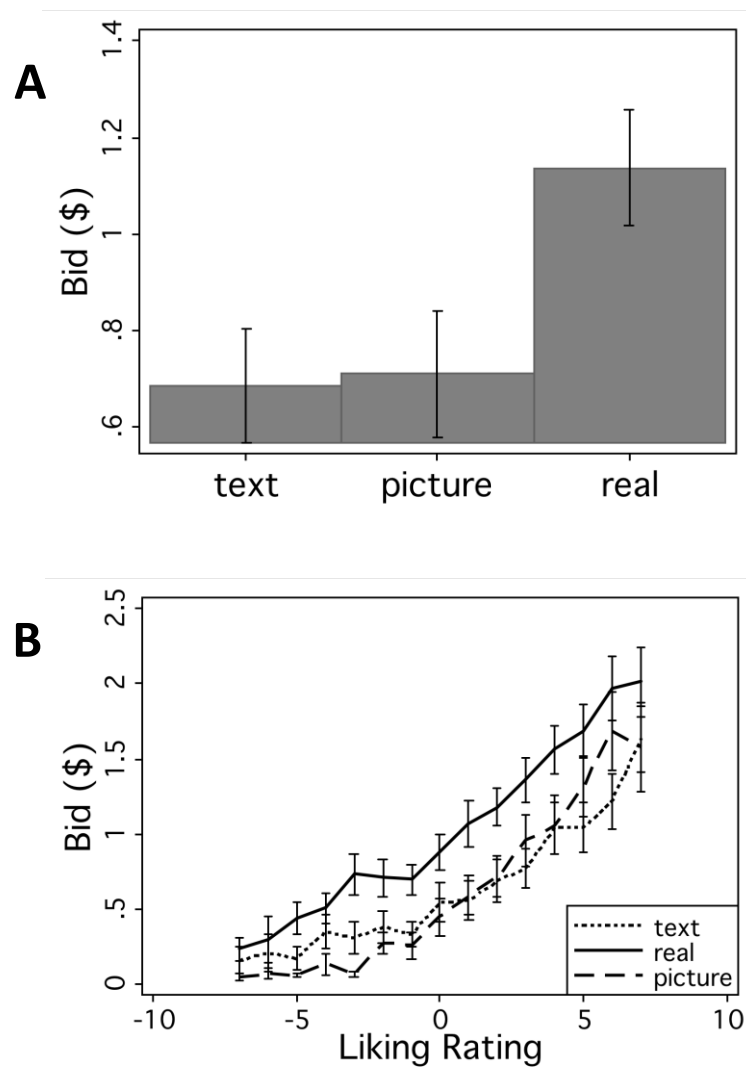 A
Bid ($)
1.4
1.2
1
.8
.6
text picture real
B
Bid ($)
2.5
2
1.5
1
.5
0
text
real
picture
-10 -5 0 5 10
Liking Rating